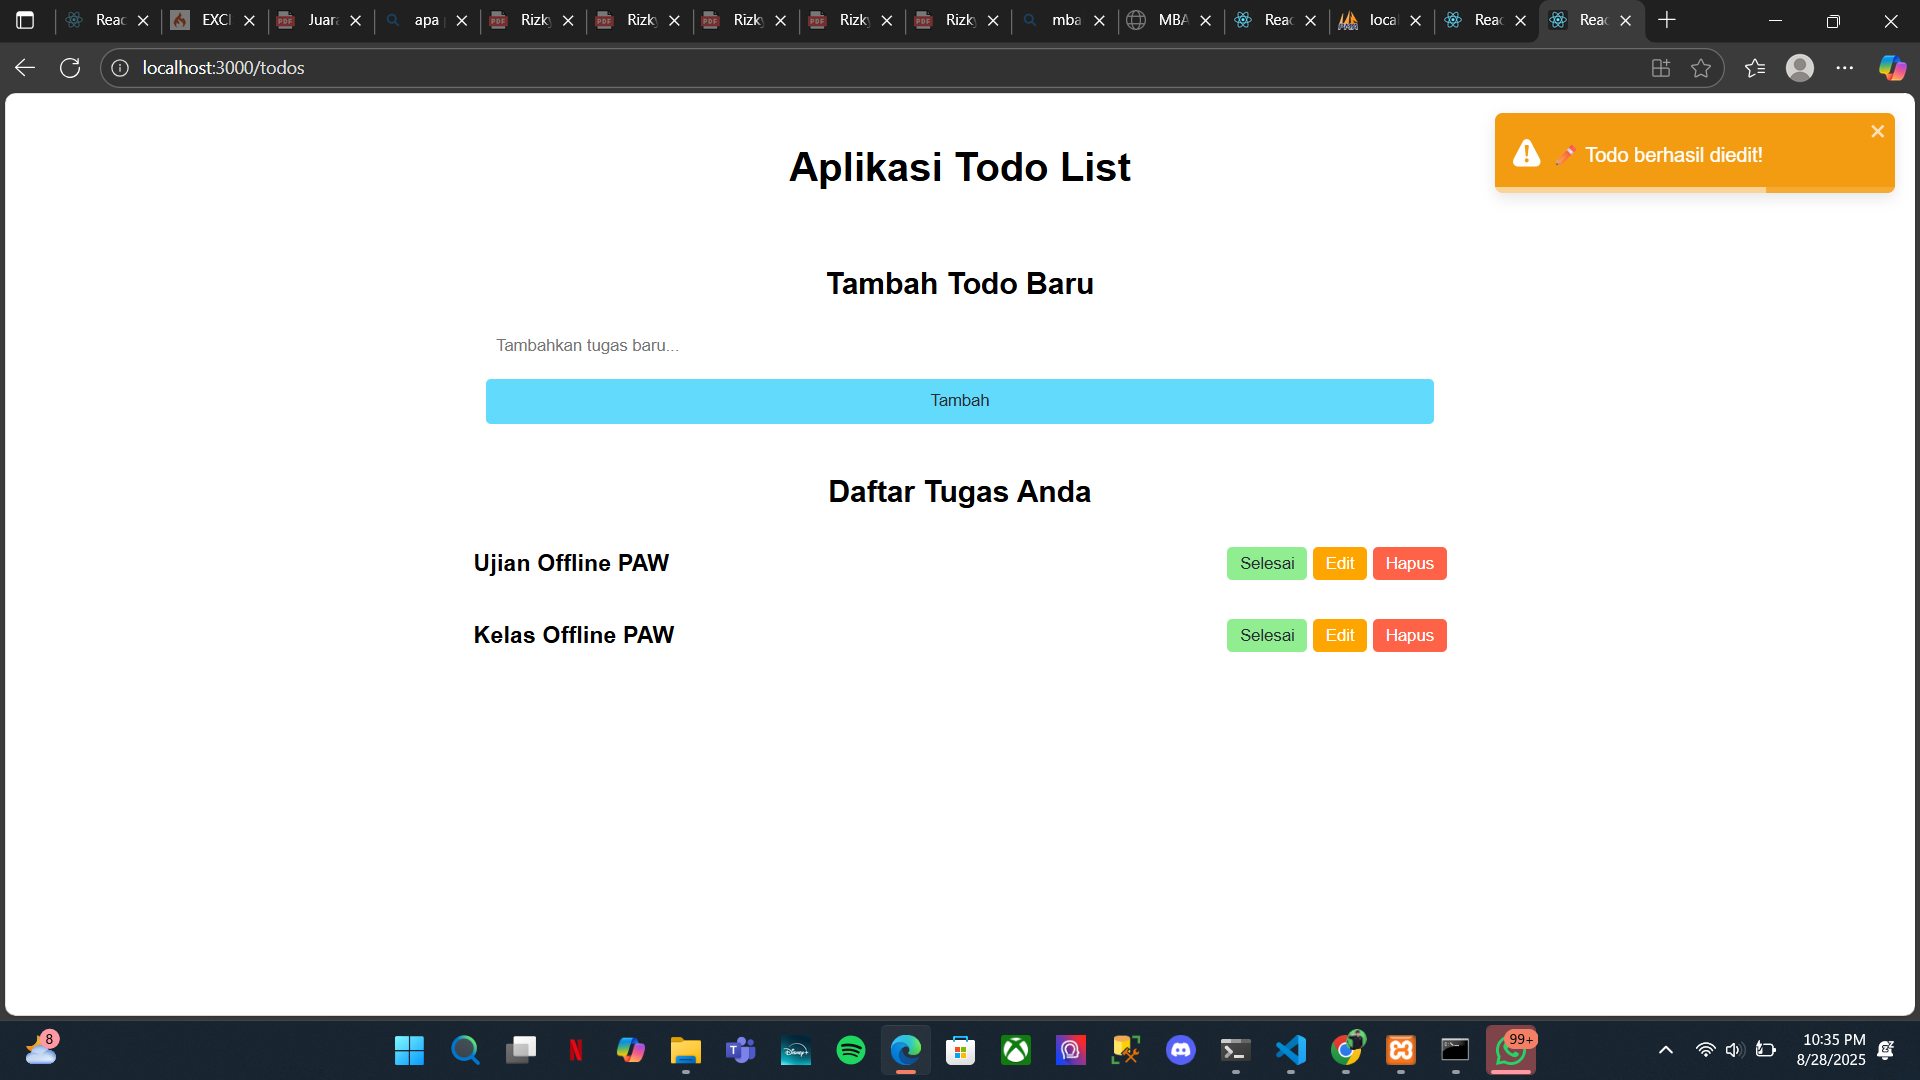 Reac
EXCI
Juara
apa
Rizky
Rizky
Rizky
Rizky
Rizky
mba
MBA
Reac
local
Reac
Reac
localhost:3000/todos
Todo berhasil diedit!
Aplikasi Todo List
Tambah Todo Baru
Tambahkan tugas baru...
Tambah
Daftar Tugas Anda
Ujian Offline PAW Selesai Edit Hapus
Kelas Offline PAW Selesai Edit Hapus
8
99+
10:35 PM
8/28/2025